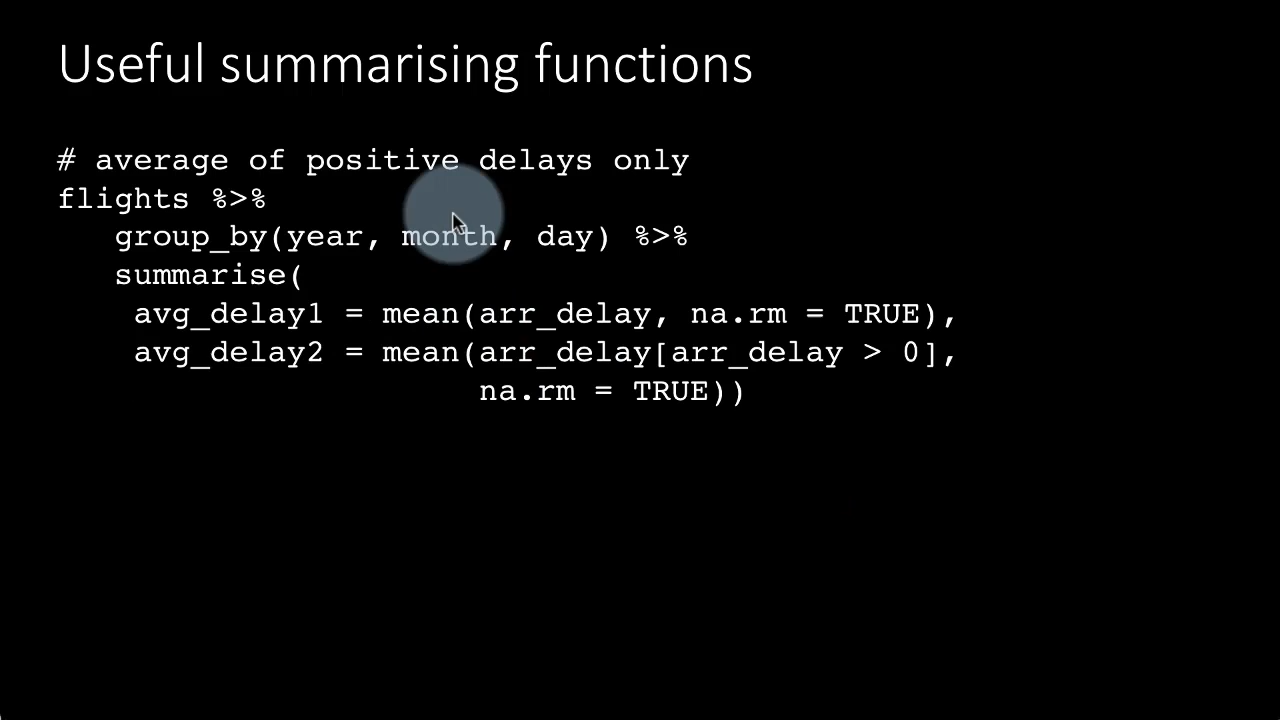 Useful summarising functions
# average of positive delays only
flights %>%
   group_by(year, month, day) %>%
   summarise(
    avg_delay1 = mean(arr_delay, na.rm = TRUE),
    avg_delay2 = mean(arr_delay[arr_delay > 0],
                      na.rm = TRUE))